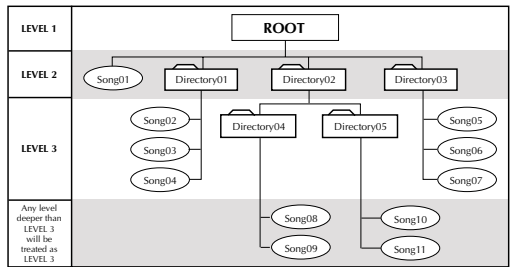 LEVEL 1
ROOT
LEVEL 2
Song01
Directory01
Directory02
Directory03
LEVEL 3
Song02
Song03
Song04
Directory04
Directory05
Song05
Song06
Song07
Any level
deeper than
LEVEL 3
will be
treated as
LEVEL 3
Song08
Song09
Song10
Song11